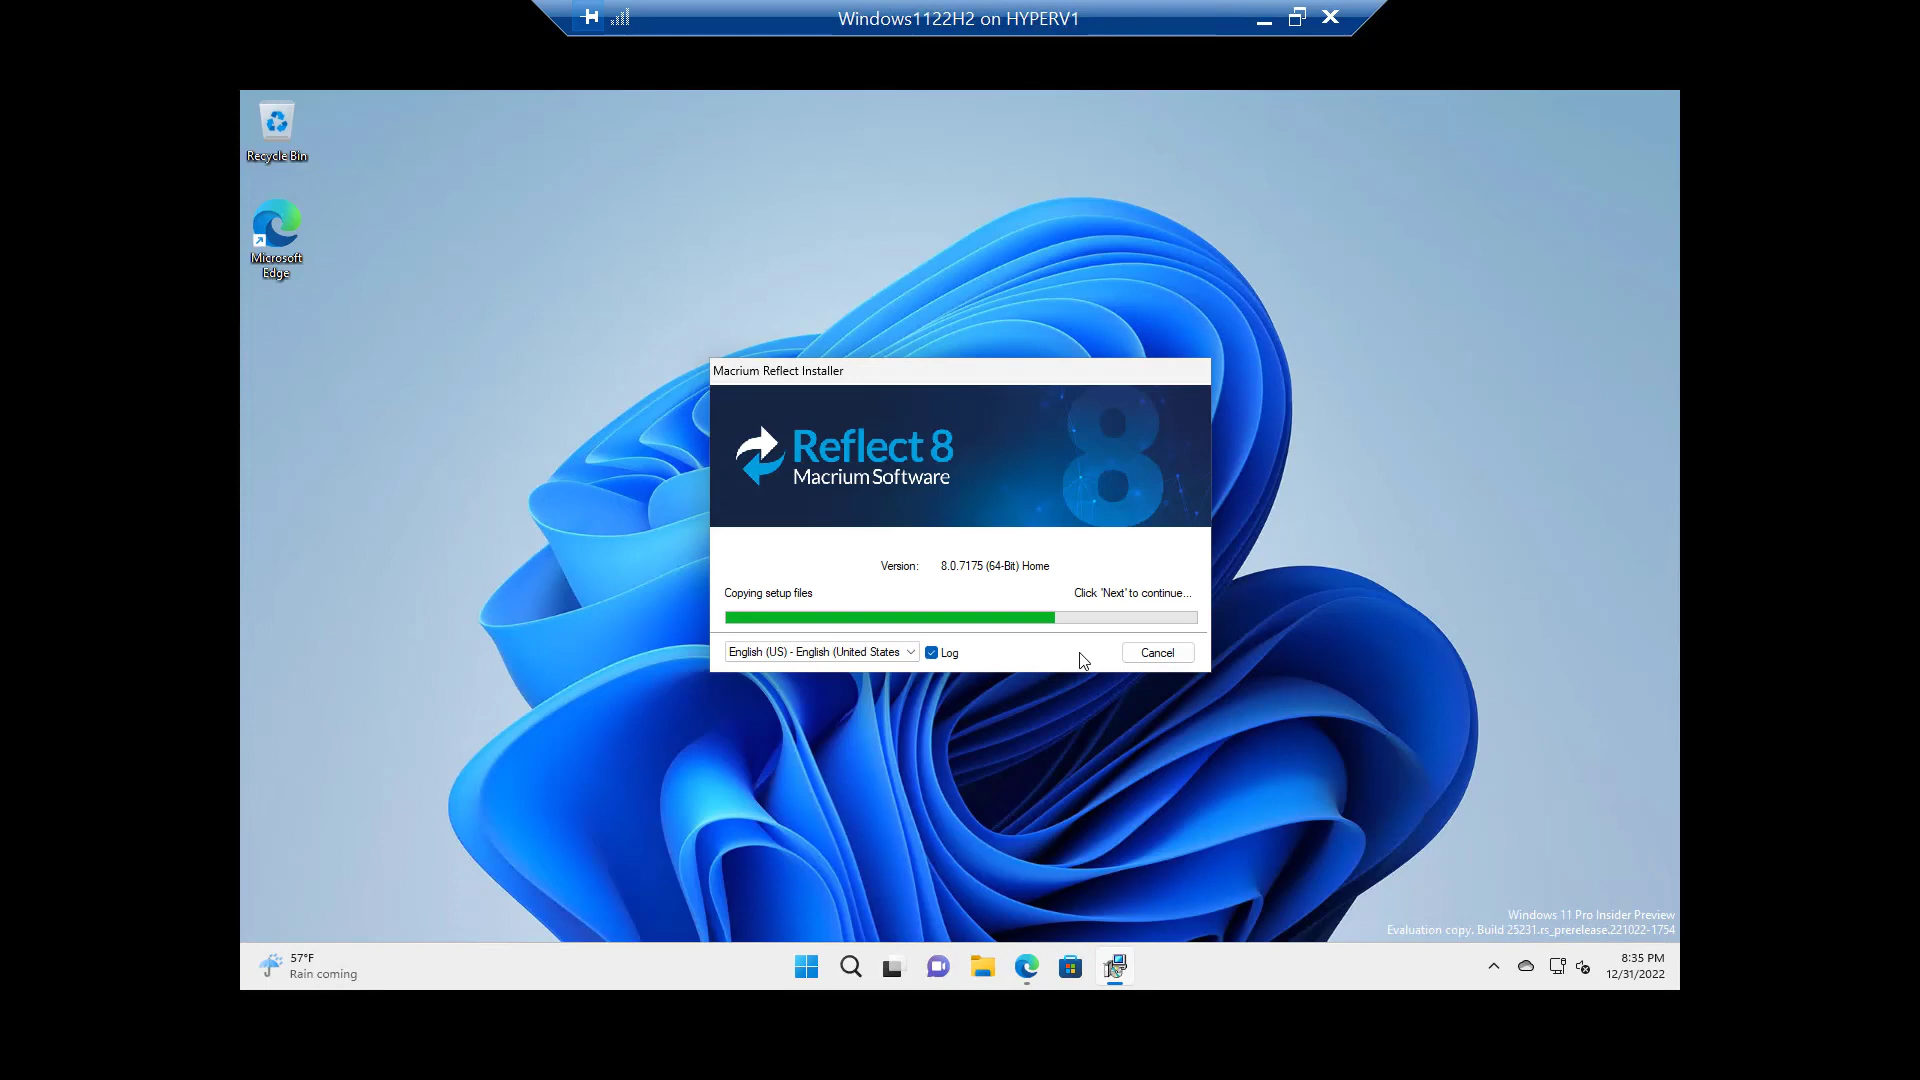 Windows1122H2 on HYPERV1
Recycle Bin
Microsoft
Edge
Macrium Reflect Installer
Reflect 8
Macrium Software
8
Version: 8.0.7175 (64-Bit) Home
Copying setup files Click 'Next' to continue...
English (US) - English (United States Log Cancel
Windows 11 Pro Insider Preview
Evaluation copy. Build 25231.rs_prerelease.221022-1754
57°F
Rain coming
8:35 PM
12/31/2022